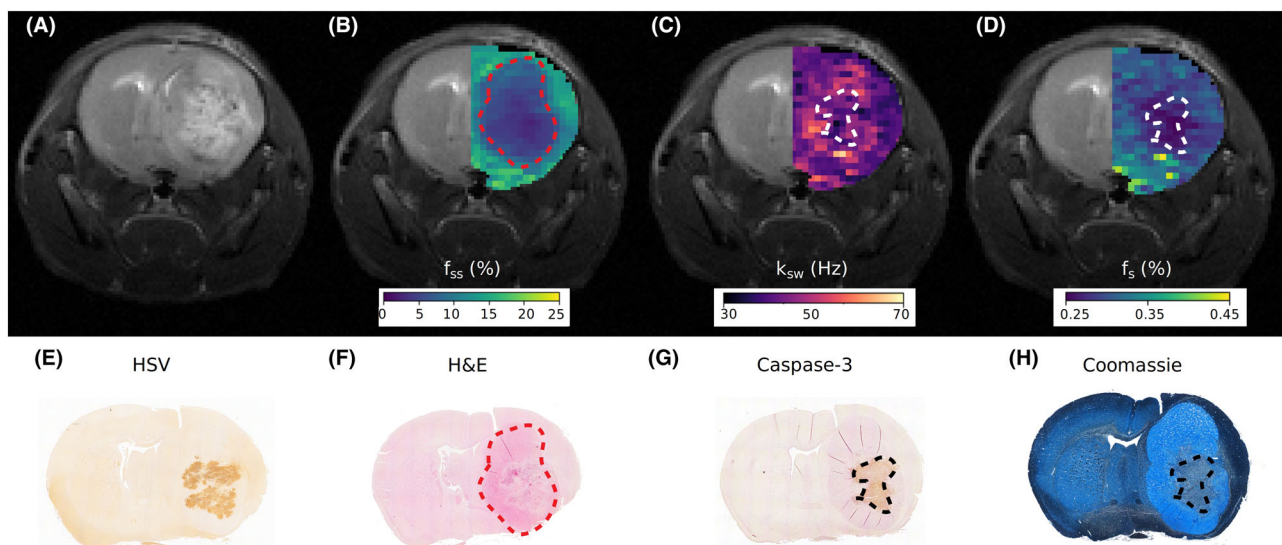 (A) (B) (C) (D)
fss (%) ksw (Hz) fs (%)
0 5 10 15 20 25 30 50 70 0.25 0.35 0.45
(E) HSV (F) H&E (G) Caspase-3 (H) Coomassie